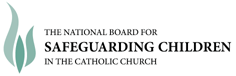 THE NATIONAL BOARD FOR
SAFEGUARDING CHILDREN
IN THE CATHOLIC CHURCH